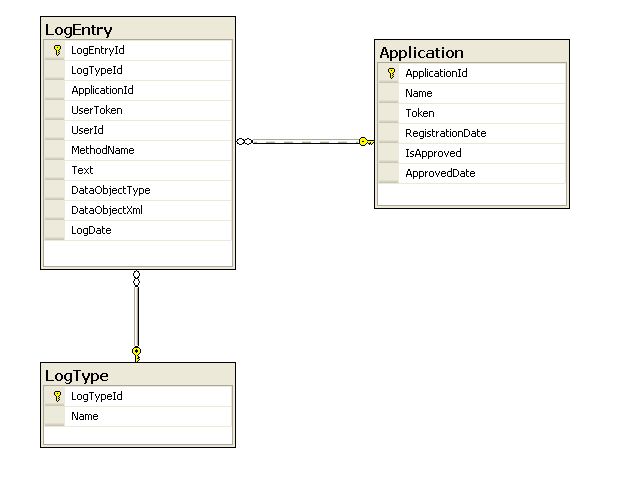 LogEntry
LogEntryId
LogTypeId
ApplicationId
UserToken
UserId
MethodName
Text
DataObjectType
DataObjectXml
LogDate
Application
ApplicationId
Name
Token
RegistrationDate
IsApproved
ApprovedDate
LogType
LogTypeId
Name